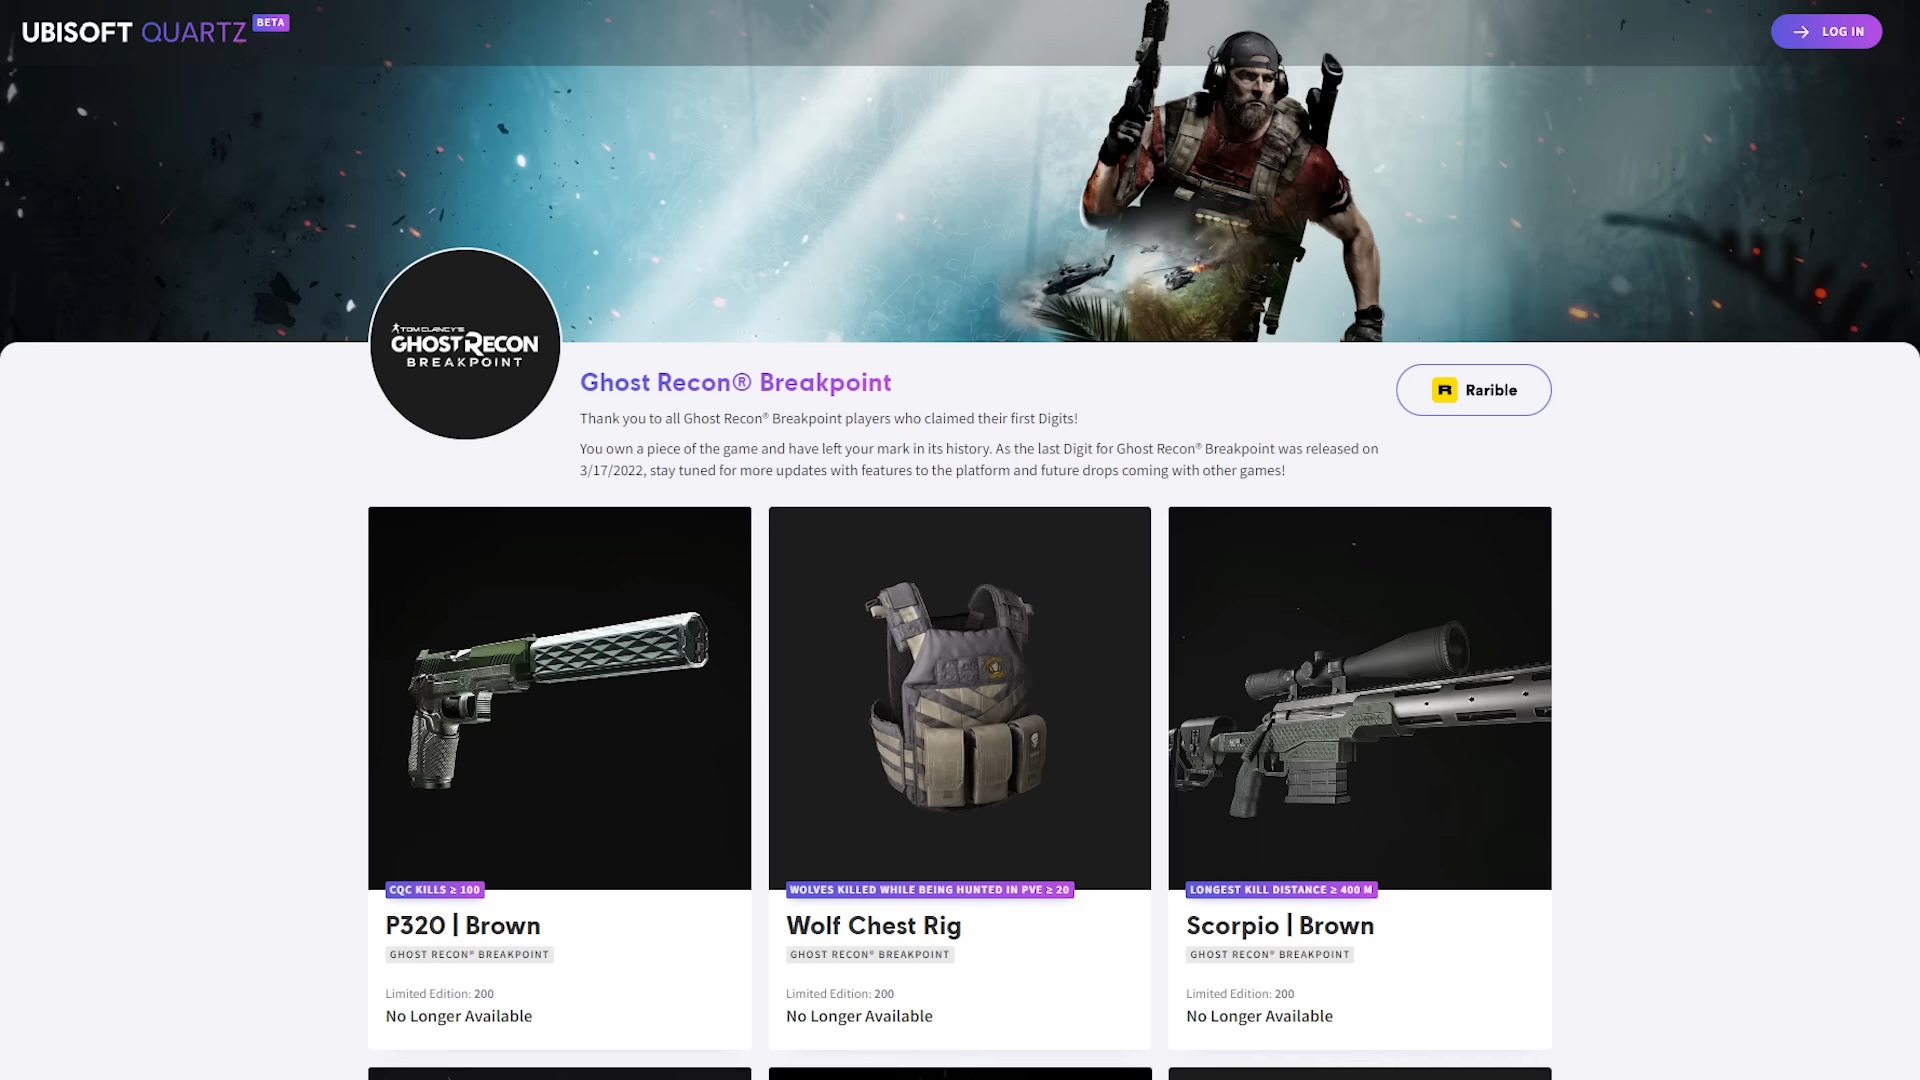 UBISOFT QUARTZ BETA
LOG IN
TOM CLANCY'S
GHOST RECON
BREAKPOINT
Ghost Recon® Breakpoint
Rarible
Thank you to all Ghost Recon® Breakpoint players who claimed their first Digits!
You own a piece of the game and have left your mark in its history. As the last Digit for Ghost Recon® Breakpoint was released on
3/17/2022, stay tuned for more updates with features to the platform and future drops coming with other games!
CQC KILLS ≥ 100
P320 | Brown
GHOST RECON® BREAKPOINT
Limited Edition: 200
No Longer Available
WOLVES KILLED WHILE BEING HUNTED IN PVE ≥ 20
Wolf Chest Rig
GHOST RECON® BREAKPOINT
Limited Edition: 200
No Longer Available
LONGEST KILL DISTANCE ≥ 400 M
Scorpio | Brown
GHOST RECON® BREAKPOINT
Limited Edition: 200
No Longer Available